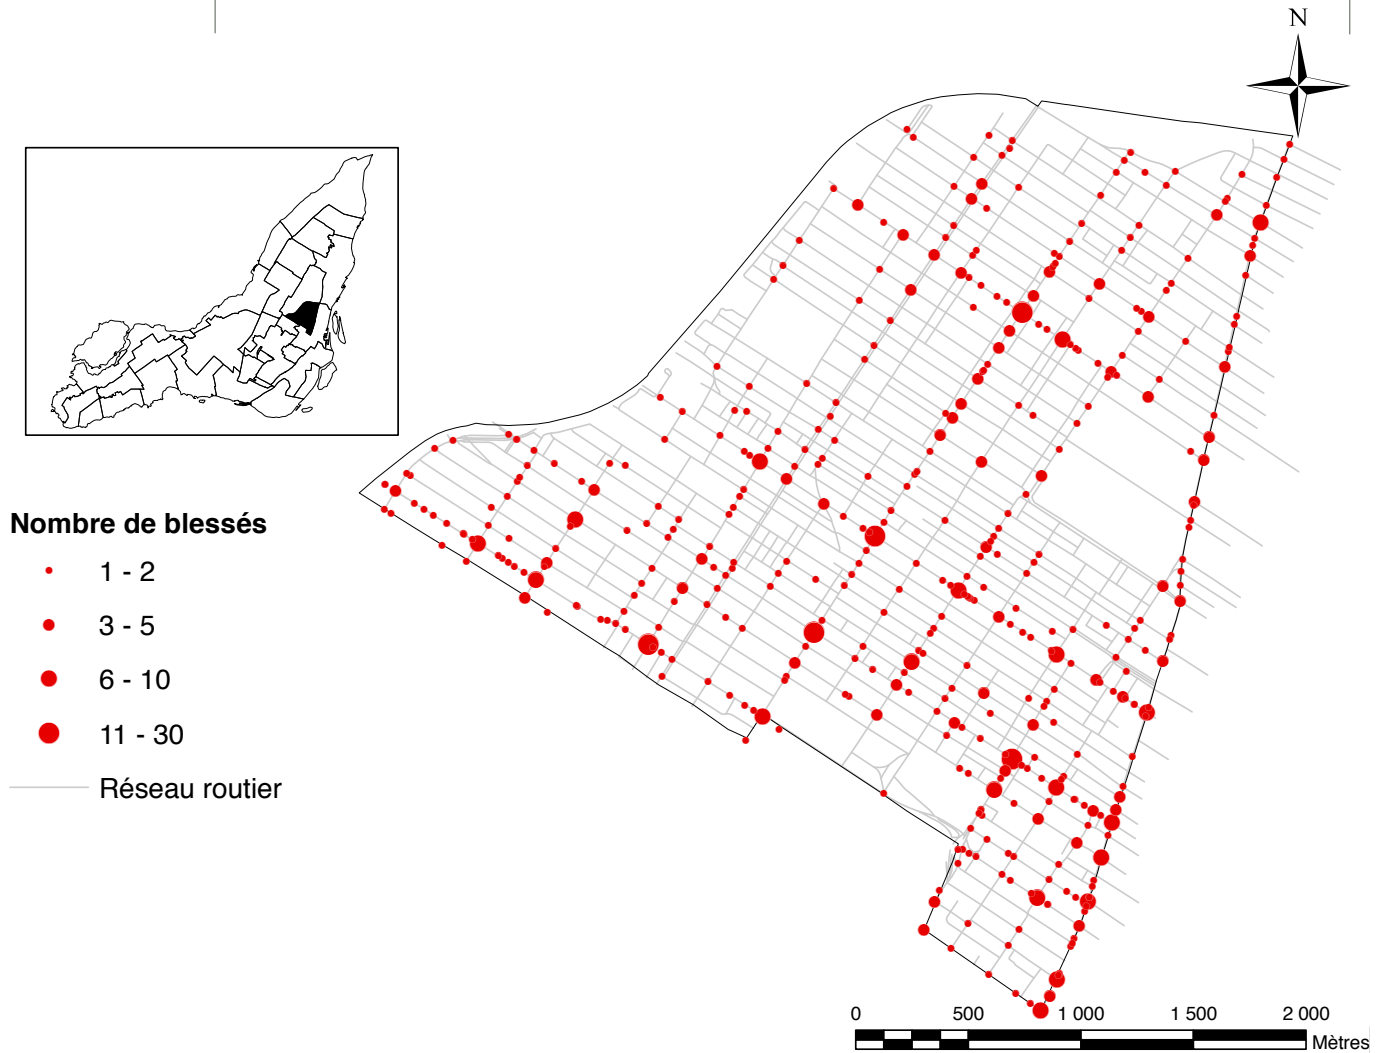 N
Nombre de blessés
1 - 2
3 - 5
6 - 10
11 - 30
Réseau routier
0 500 1 000 1 500 2 000
Mètres